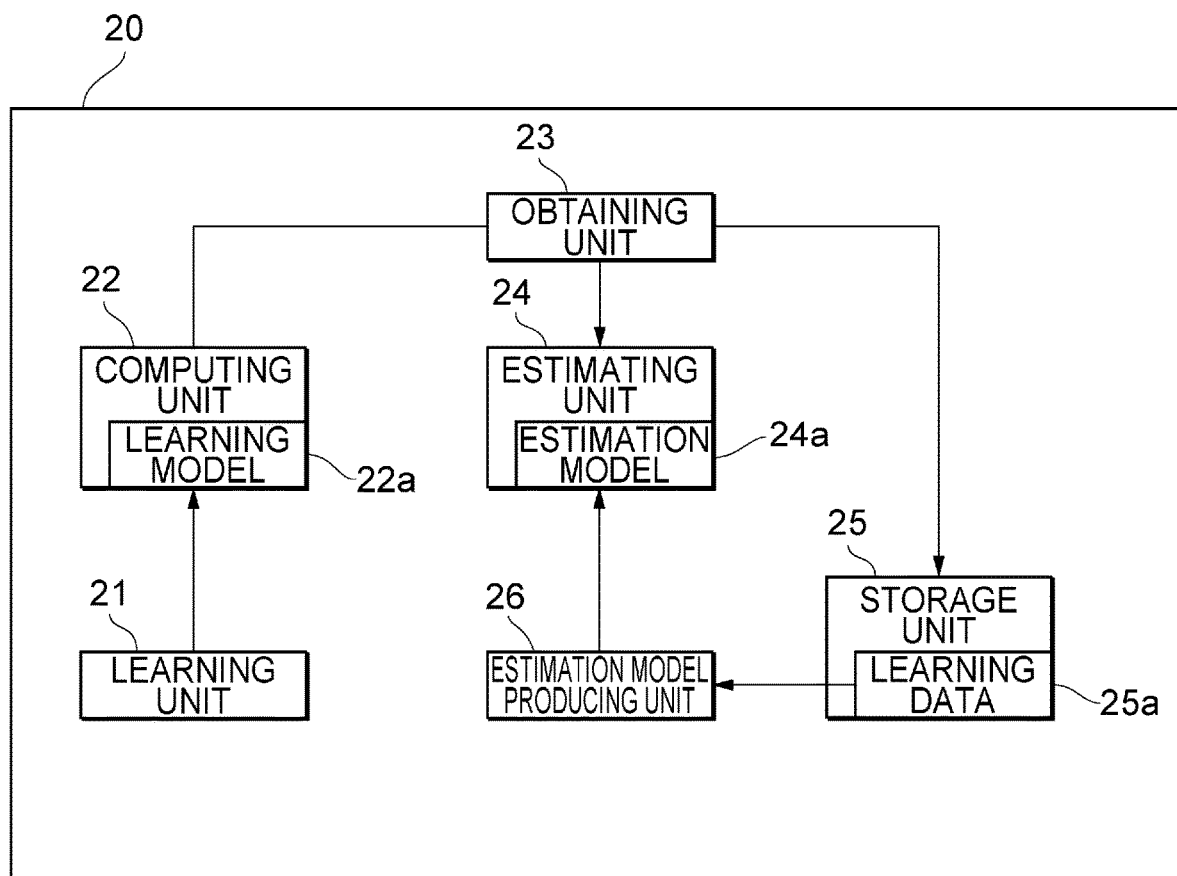 20
23
OBTAINING
UNIT
22
COMPUTING
UNIT
LEARNING
MODEL
22a
24
ESTIMATING
UNIT
ESTIMATION
MODEL
24a
21
LEARNING
UNIT
26
ESTIMATION MODEL
PRODUCING UNIT
25
STORAGE
UNIT
LEARNING
DATA
25a